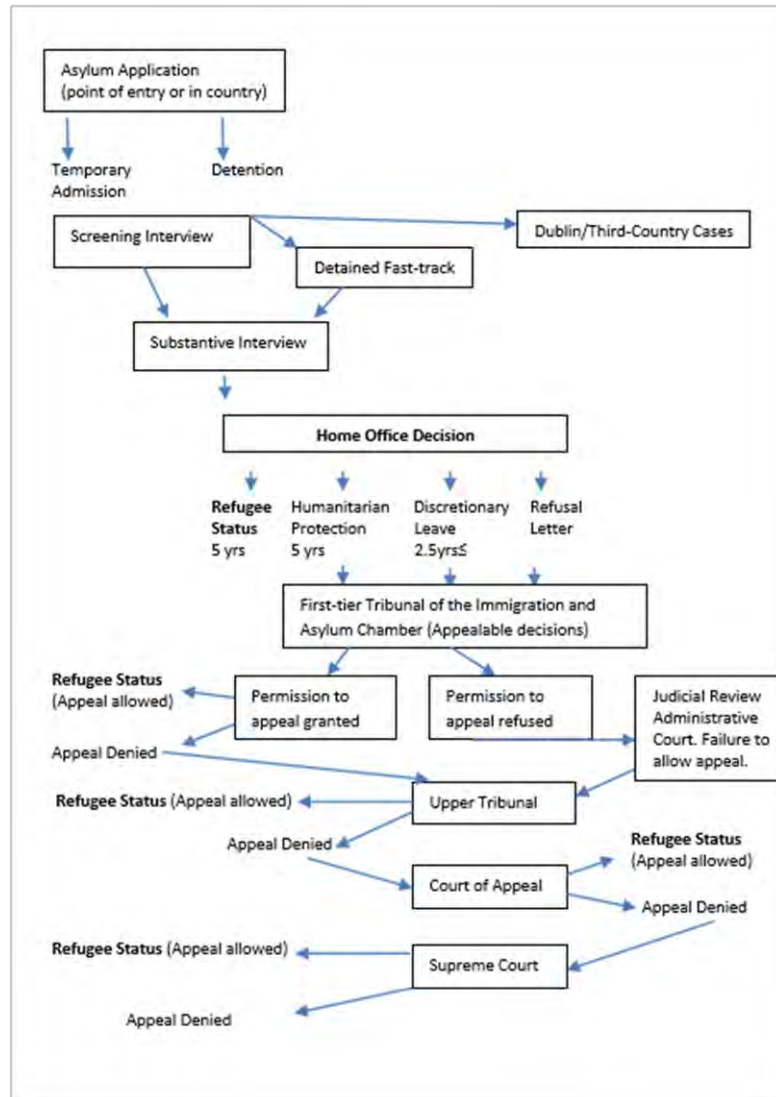 Asylum Application
(point of entry or in country)
Temporary
Admission
Detention
Screening Interview
Dublin/Third-Country Cases
Detained Fast-track
Substantive Interview
Home Office Decision
Refugee
Status
5 yrs
Humanitarian
Protection
5 yrs
Discretionary
Leave
2.5yrs≤
Refusal
Letter
First-tier Tribunal of the Immigration and
Asylum Chamber (Appealable decisions)
Refugee Status
(Appeal allowed)
Permission to
appeal granted
Permission to
appeal refused
Judicial Review
Administrative
Court. Failure to
allow appeal.
Appeal Denied
Refugee Status (Appeal allowed)
Upper Tribunal
Appeal Denied
Refugee Status
(Appeal allowed)
Court of Appeal
Appeal Denied
Refugee Status (Appeal allowed)
Supreme Court
Appeal Denied